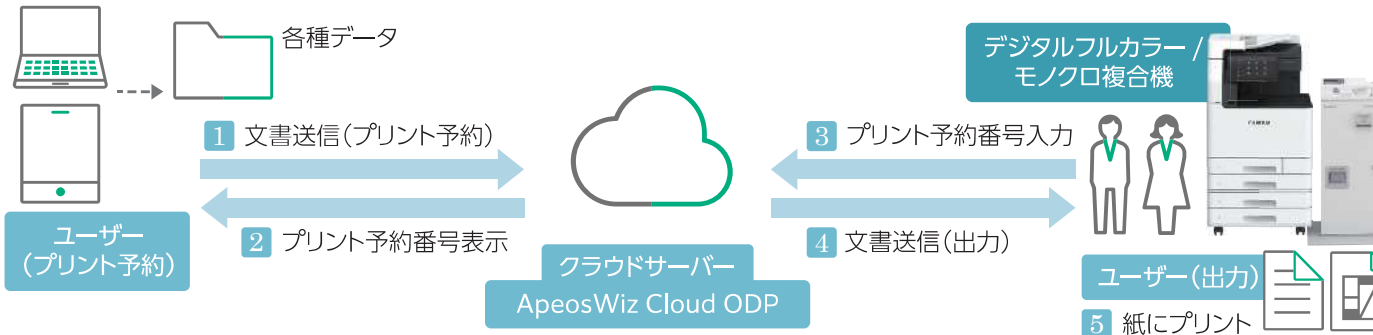 各種データ
デジタルフルカラー /
モノクロ複合機
1 文書送信(プリント予約)
3 プリント予約番号入力
2 プリント予約番号表示
4 文書送信(出力)
ユーザー
(プリント予約)
クラウドサーバー
ApeosWiz Cloud ODP
ユーザー(出力)
5 紙にプリント